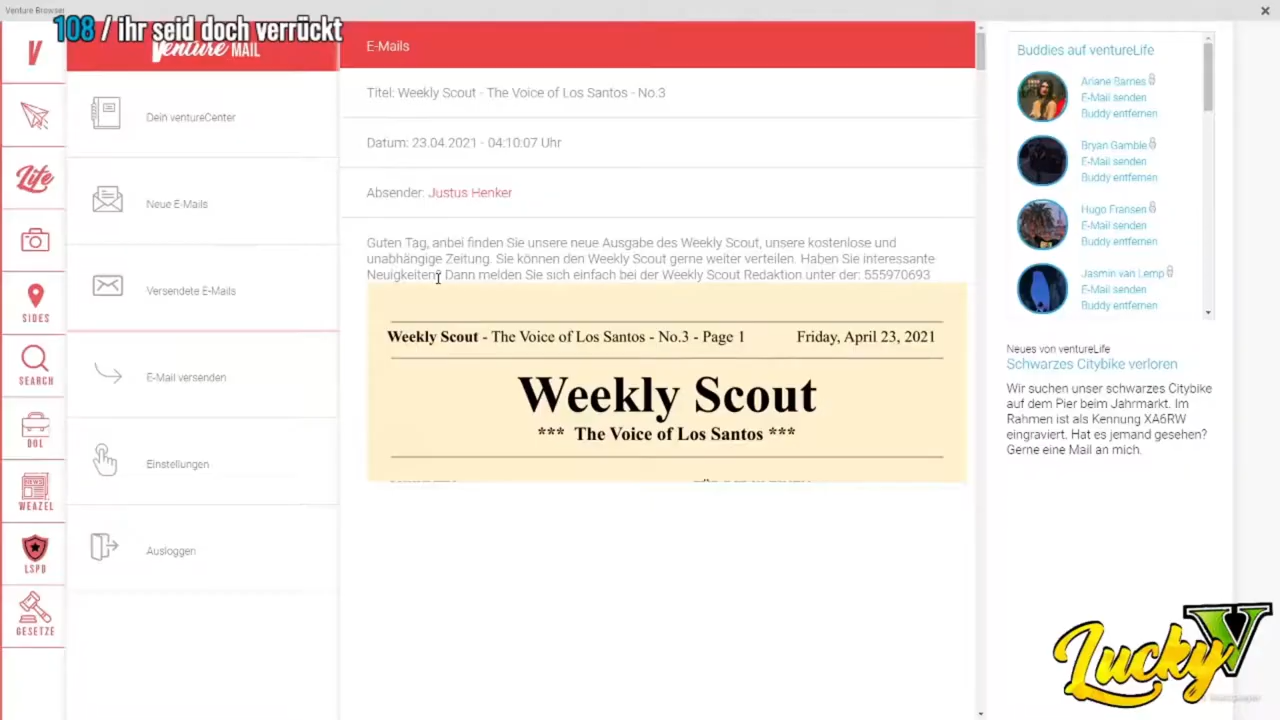 Venture Browser
108 / ihr seid doch verrückt
V
Venture MAIL
Life
SIDES
SEARCH
NEWS
WEAZEL
LSPD
GESETZE
Dein ventureCenter
Neue E-Mails
Versendete E-Mails
E-Mail versenden
Einstellungen
Ausloggen
E-Mails
Titel: Weekly Scout - The Voice of Los Santos - No.3
Datum: 23.04.2021 - 04:10:07 Uhr
Absender: Justus Henker
Guten Tag, anbei finden Sie unsere neue Ausgabe des Weekly Scout, unsere kostenlose und
unabhängige Zeitung. Sie können den Weekly Scout gerne weiter verteilen. Haben Sie interessante
Neuigkeiten? Dann melden Sie sich einfach bei der Weekly Scout Redaktion unter der: 555970693
Weekly Scout - The Voice of Los Santos - No.3 - Page 1 Friday, April 23, 2021
Weekly Scout
*** The Voice of Los Santos ***
Buddies auf ventureLife
Ariane Barnes
E-Mail senden
Buddy entfernen
Bryan Gamble
E-Mail senden
Buddy entfernen
Hugo Fransen
E-Mail senden
Buddy entfernen
Jasmin van Lemp
E-Mail senden
Buddy entfernen
Neues von ventureLife
Schwarzes Citybike verloren
Wir suchen unser schwarzes Citybike
auf dem Pier beim Jahrmarkt. Im
Rahmen ist als Kennung XA6RW
eingraviert. Hat es jemand gesehen?
Gerne eine Mail an mich.
LuckyV